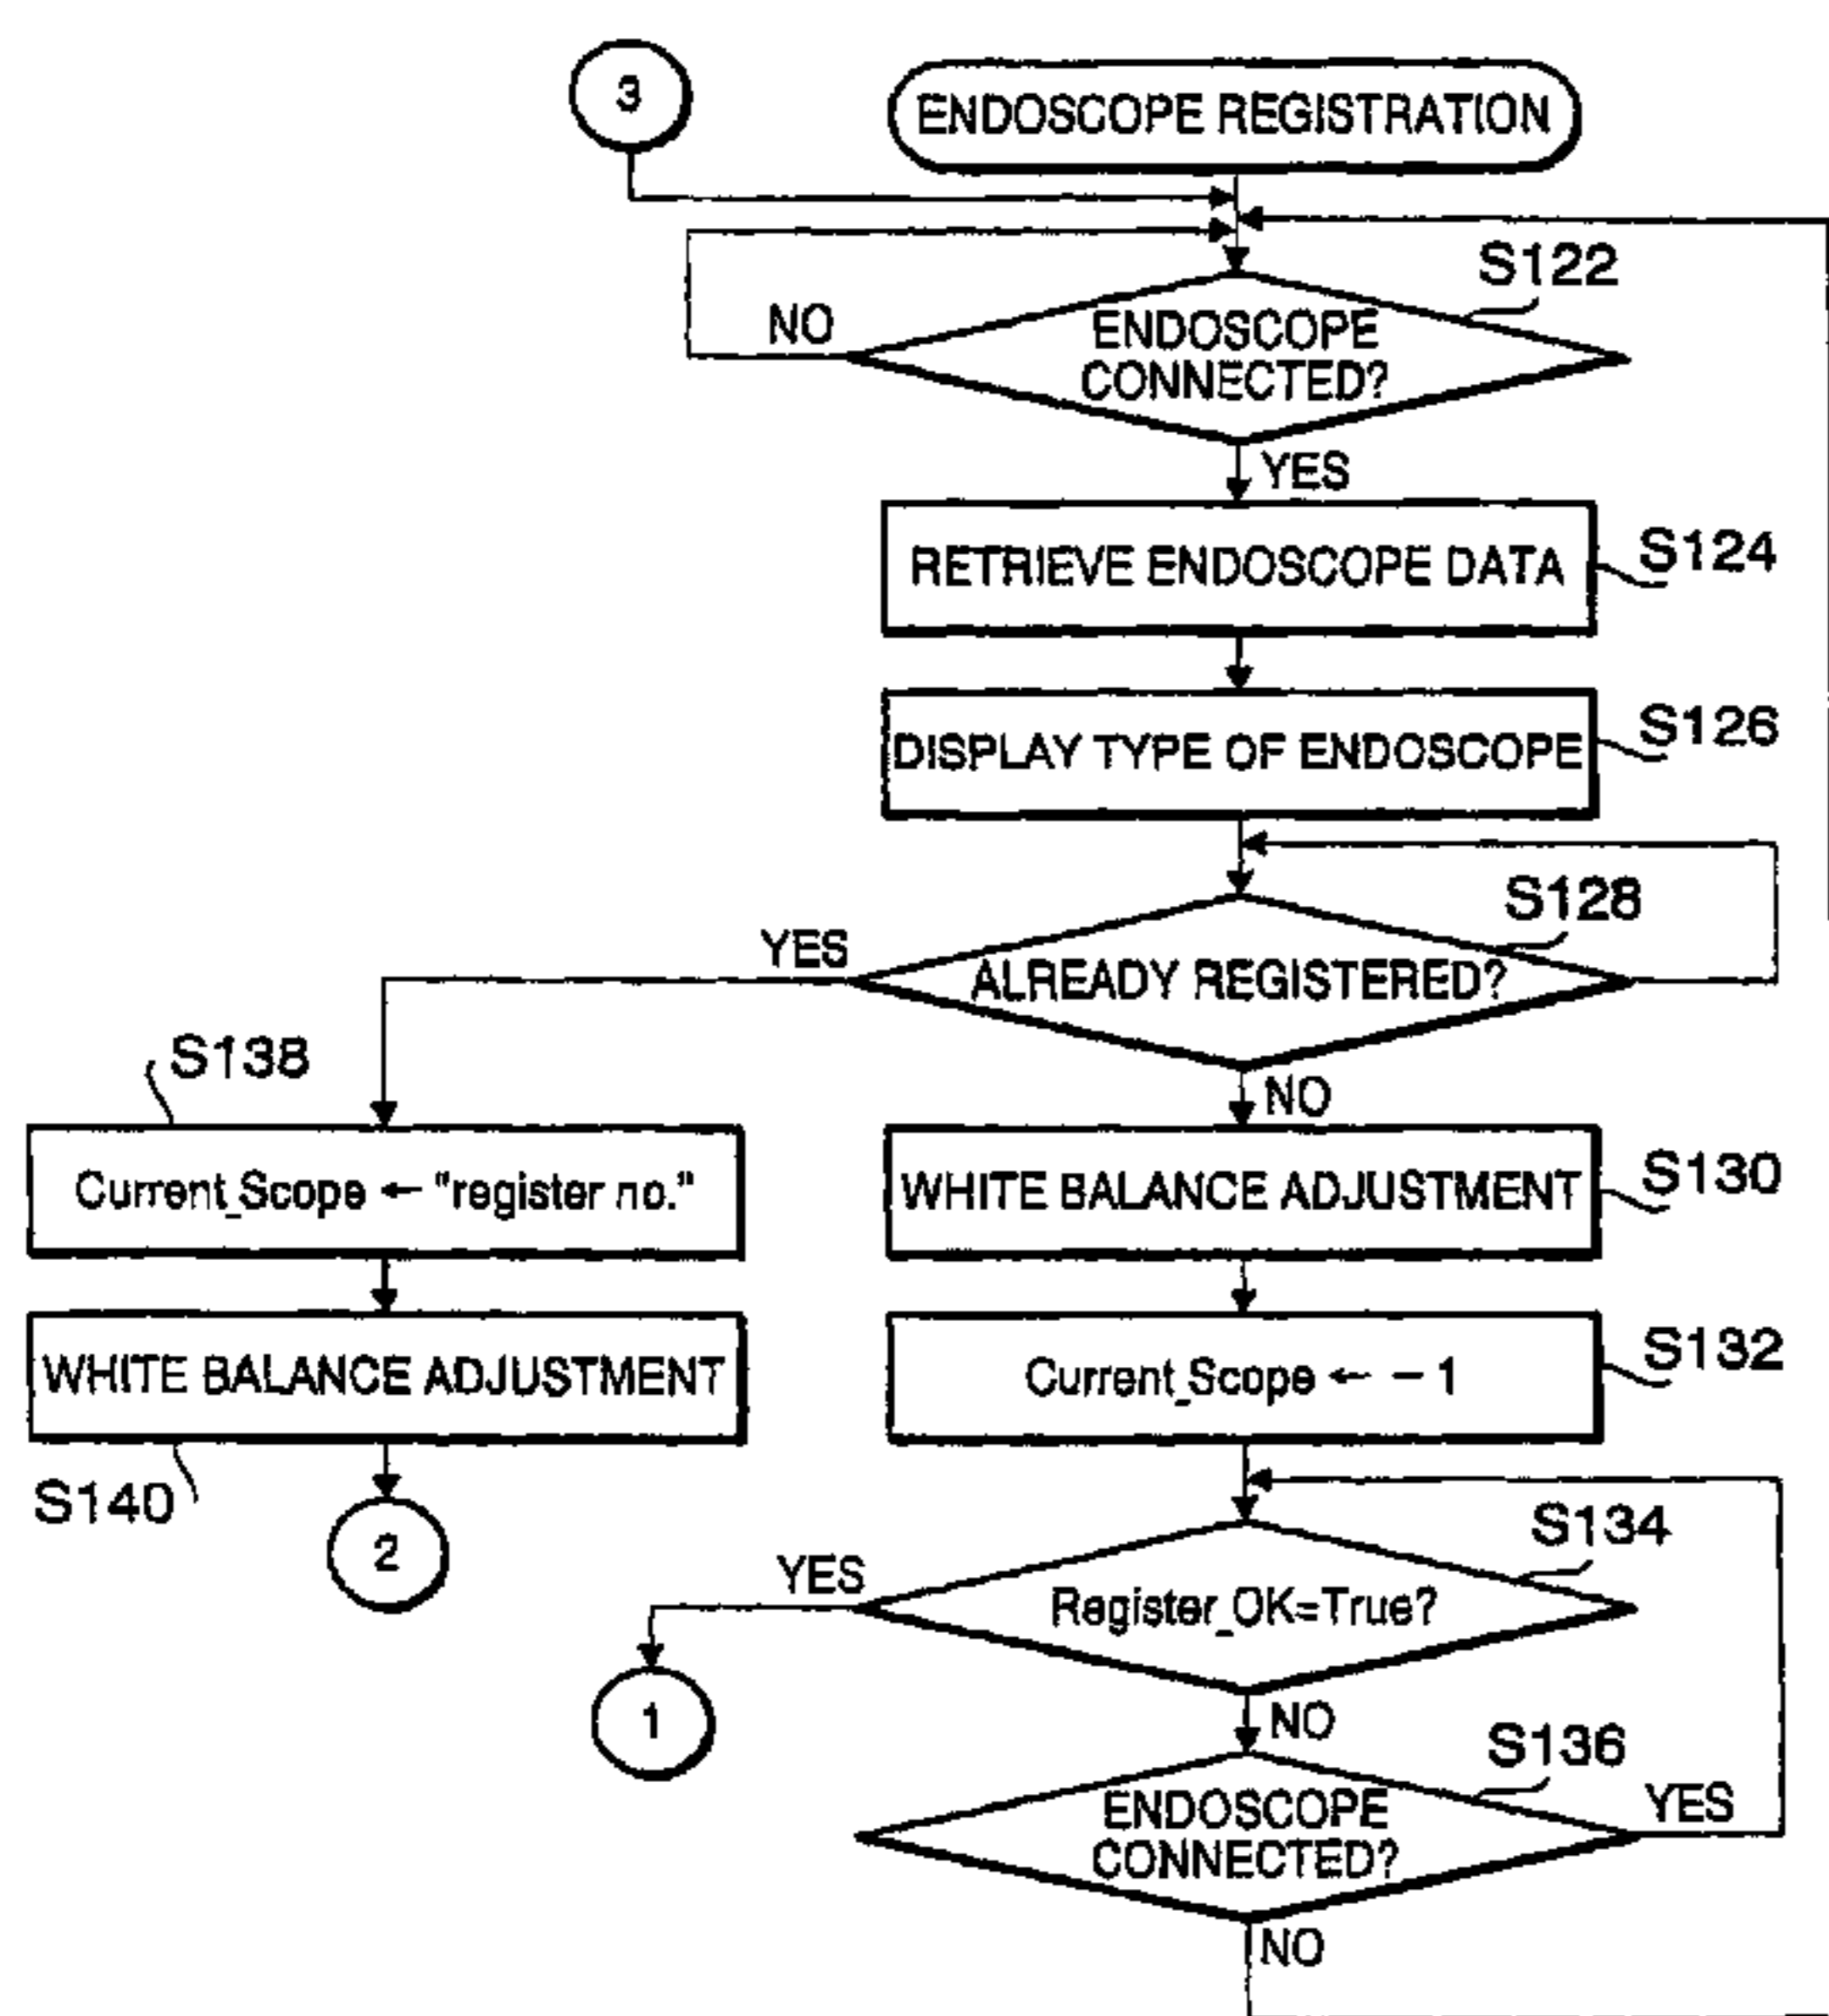 3
ENDOSCOPE REGISTRATION
S122
NO
ENDOSCOPE
CONNECTED?
YES
RETRIEVE ENDOSCOPE DATA
S124
DISPLAY TYPE OF ENDOSCOPE
S126
S128
YES
ALREADY REGISTERED?
S138
NO
Current_Scope ← "register no."
WHITE BALANCE ADJUSTMENT
S130
WHITE BALANCE ADJUSTMENT
Current_Scope ← − 1
S132
S140
2
S134
YES
Register_OK=True?
1
NO
S136
ENDOSCOPE
CONNECTED?
YES
NO